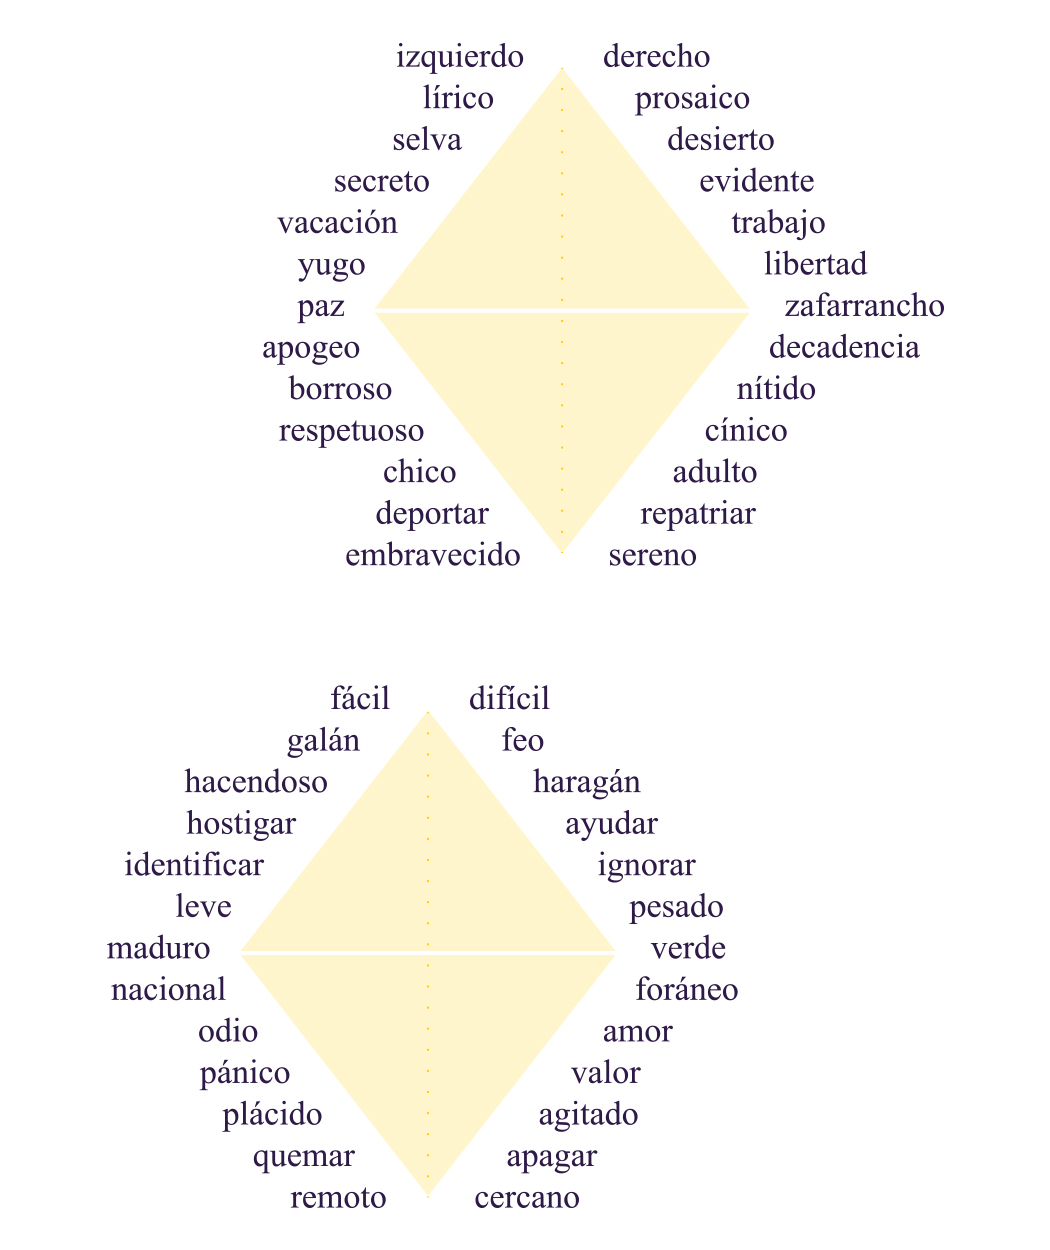 izquierdo derecho
lírico prosaico
selva desierto
secreto evidente
vacación trabajo
yugo libertad
paz zafarrancho
apogeo decadencia
borroso nítido
respetuoso cínico
chico adulto
deportar repatriar
embravecido sereno
fácil difícil
galán feo
hacendoso haragán
hostigar ayudar
identificar ignorar
leve pesado
maduro verde
nacional foráneo
odio amor
pánico valor
plácido agitado
quemar apagar
remoto cercano